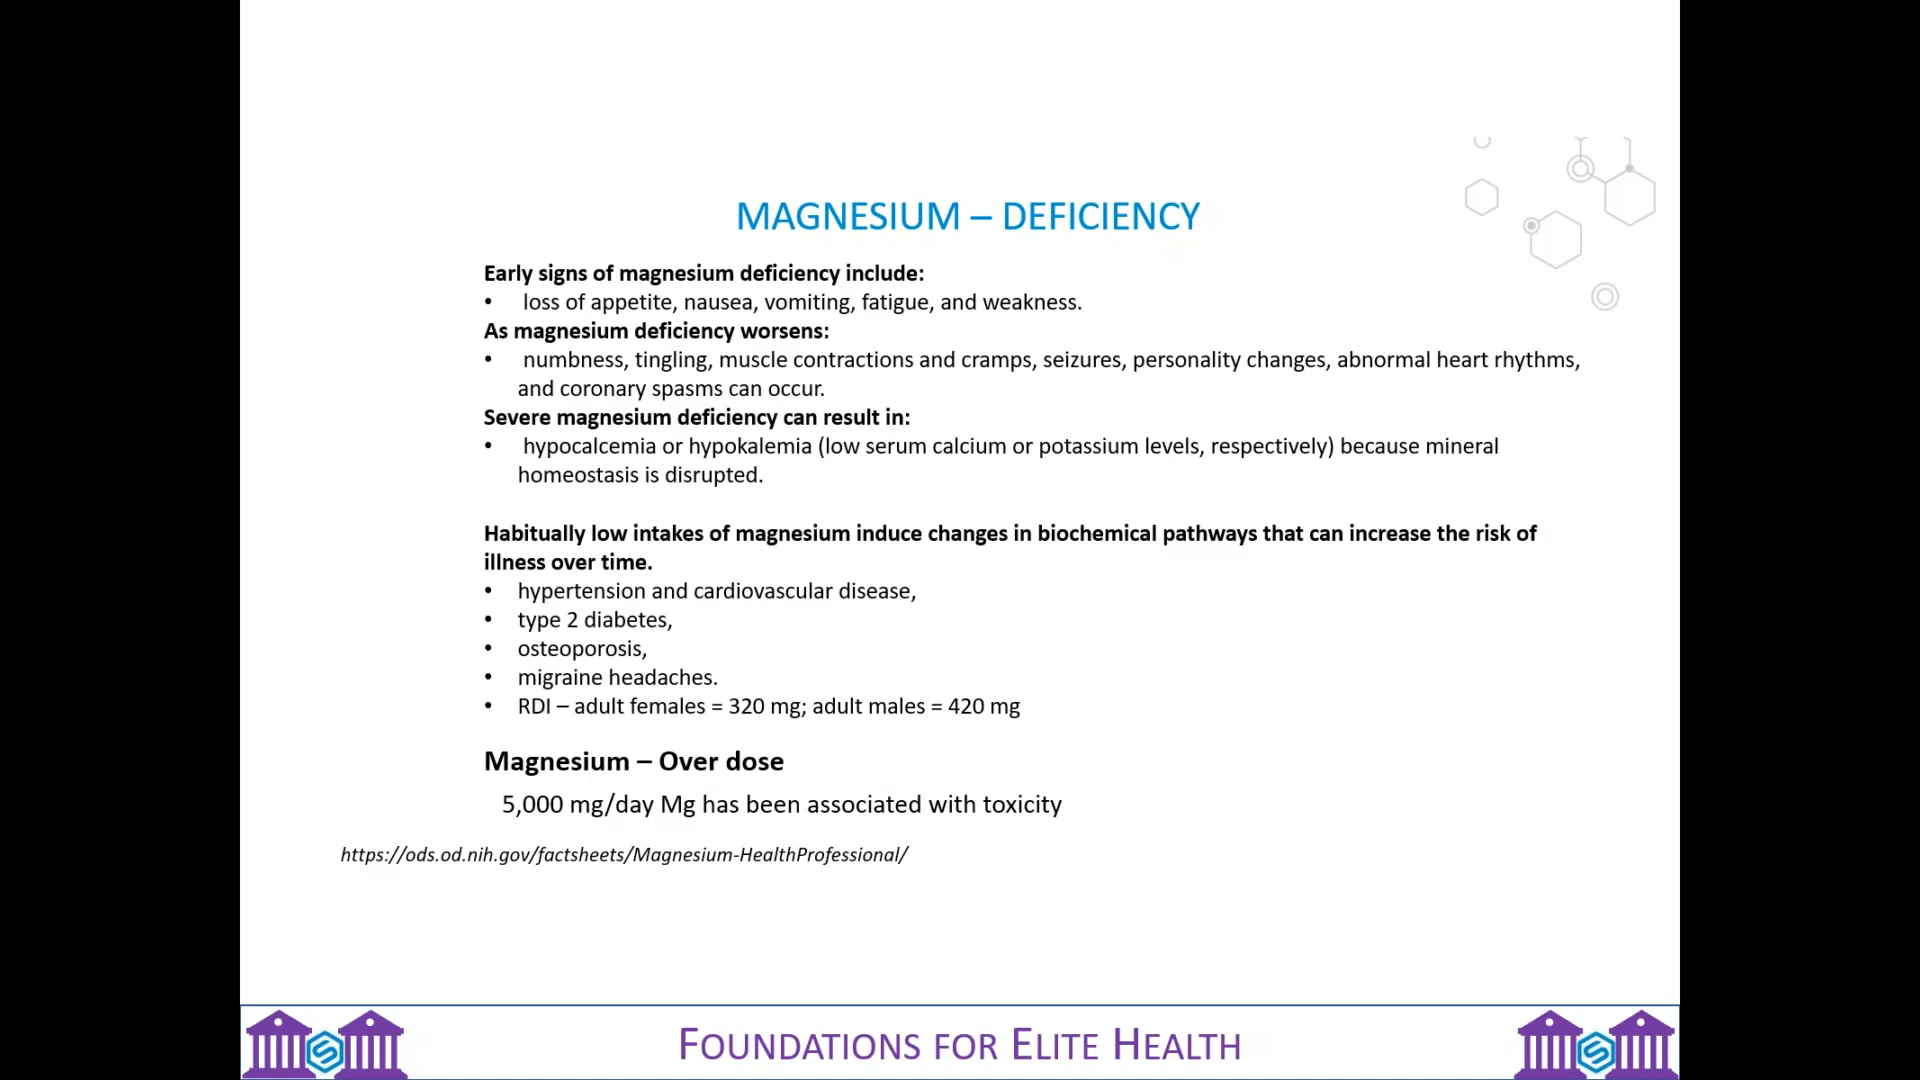 MAGNESIUM – DEFICIENCY
Early signs of magnesium deficiency include:
• loss of appetite, nausea, vomiting, fatigue, and weakness.
As magnesium deficiency worsens:
• numbness, tingling, muscle contractions and cramps, seizures, personality changes, abnormal heart rhythms,
and coronary spasms can occur.
Severe magnesium deficiency can result in:
• hypocalcemia or hypokalemia (low serum calcium or potassium levels, respectively) because mineral
homeostasis is disrupted.
Habitually low intakes of magnesium induce changes in biochemical pathways that can increase the risk of
illness over time.
• hypertension and cardiovascular disease,
• type 2 diabetes,
• osteoporosis,
• migraine headaches.
• RDI – adult females = 320 mg; adult males = 420 mg
Magnesium – Over dose
5,000 mg/day Mg has been associated with toxicity
https://ods.od.nih.gov/factsheets/Magnesium-HealthProfessional/
FOUNDATIONS FOR ELITE HEALTH